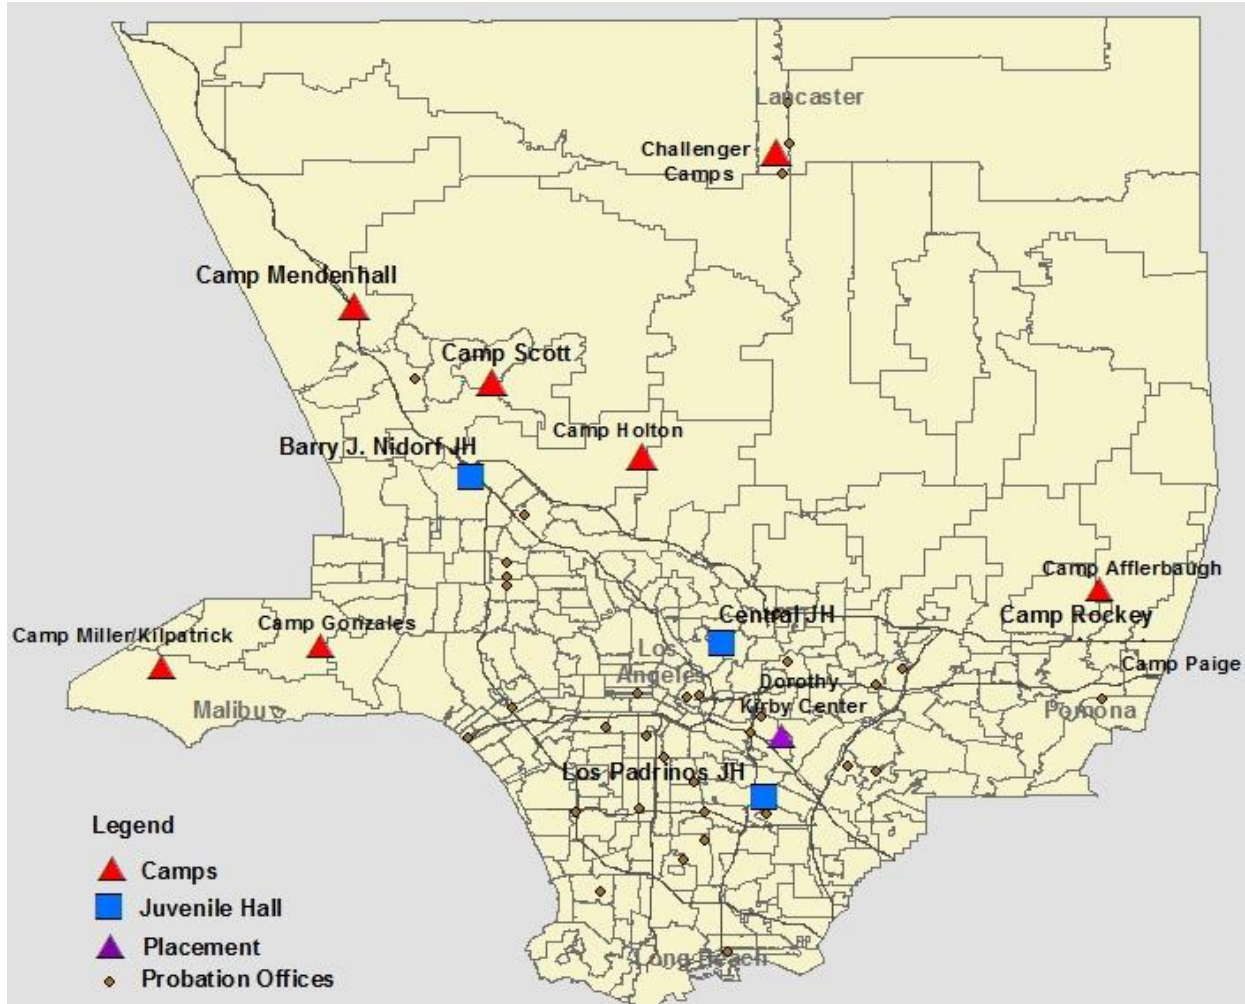 Lancaster
Challenger
Camps
Camp Mendenhall
Camp Scott
Camp Holton
Barry J. Nidorf JH
Camp Afflerbaugh
Camp Rockey
Central JH
Camp Gonzales
Camp Miller/Kilpatrick
Los
Angeles
Camp Paige
Dorothy
Kirby Center
Malibu
Pomona
Los Padrinos JH
Legend
Camps
Juvenile Hall
Placement
Probation Offices
Long Beach